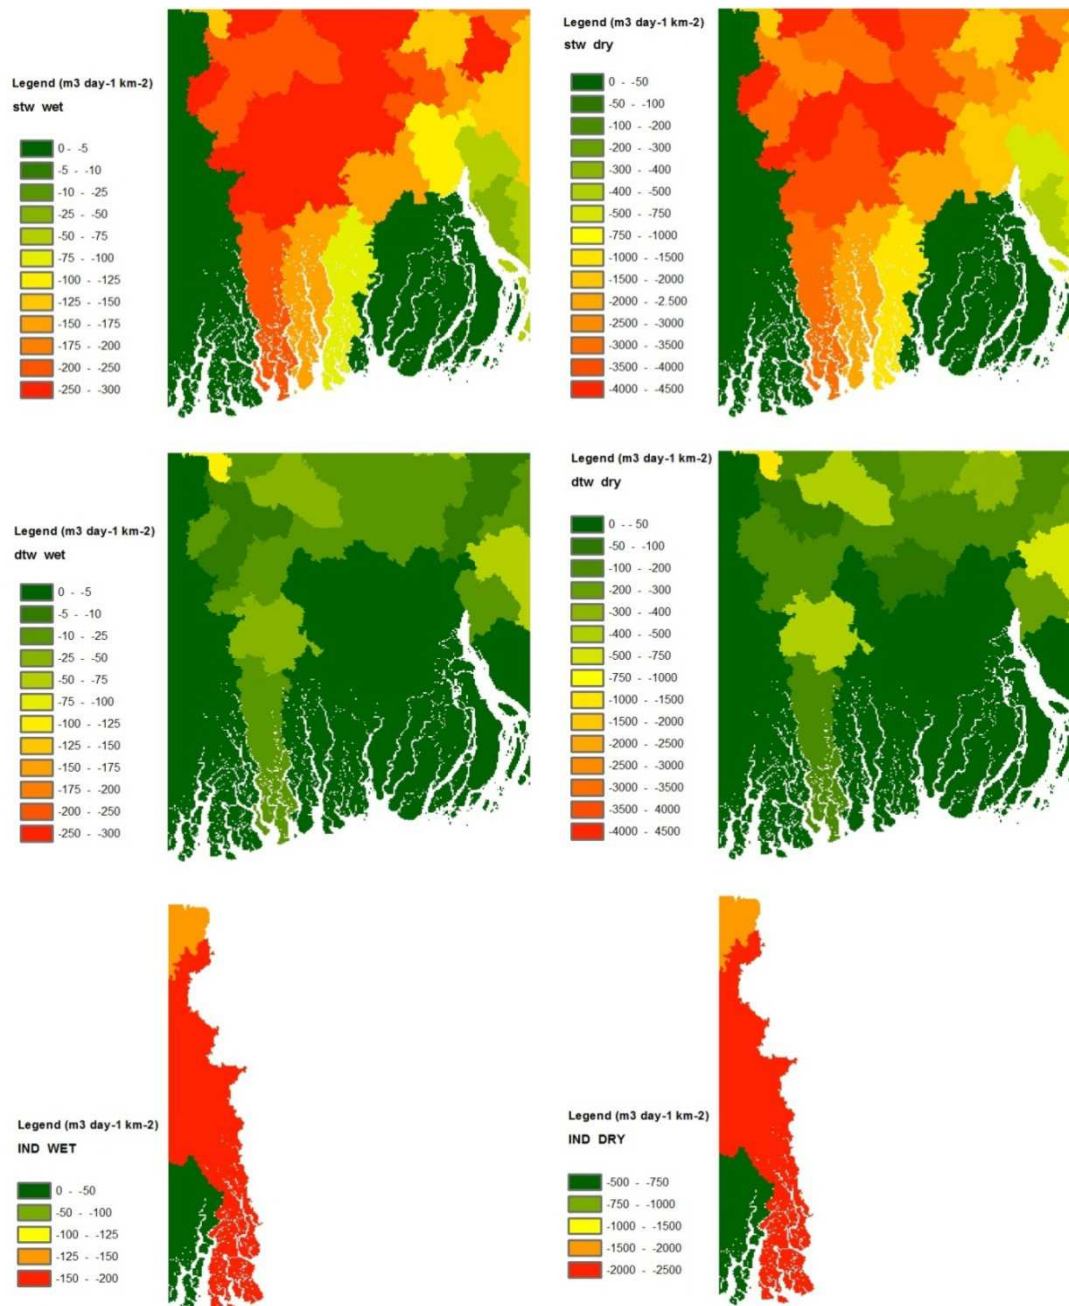 Legend (m3 day-1 km-2)
stw wet
0 - -5
-5 - -10
-10 - -25
-25 - -50
-50 - -75
-75 - -100
-100 - -125
-125 - -150
-150 - -175
-175 - -200
-200 - -250
-250 - -300
Legend (m3 day-1 km-2)
stw dry
0 - -50
-50 - -100
-100 - -200
-200 - -300
-300 - -400
-400 - -500
-500 - -750
-750 - -1000
-1000 - -1500
-1500 - -2000
-2000 - -2.500
-2500 - -3000
-3000 - -3500
-3500 - -4000
-4000 - -4500
Legend (m3 day-1 km-2)
dtw wet
0 - -5
-5 - -10
-10 - -25
-25 - -50
-50 - -75
-75 - -100
-100 - -125
-125 - -150
-150 - -175
-175 - -200
-200 - -250
-250 - -300
Legend (m3 day-1 km-2)
dtw dry
0 - - 50
-50 - -100
-100 - -200
-200 - -300
-300 - -400
-400 - -500
-500 - -750
-750 - -1000
-1000 - -1500
-1500 - -2000
-2000 - -2500
-2500 - -3000
-3000 - -3500
-3500 - 4000
-4000 - 4500
Legend (m3 day-1 km-2)
IND WET
0 - -50
-50 - -100
-100 - -125
-125 - -150
-150 - -200
Legend (m3 day-1 km-2)
IND DRY
-500 - -750
-750 - -1000
-1000 - -1500
-1500 - -2000
-2000 - -2500